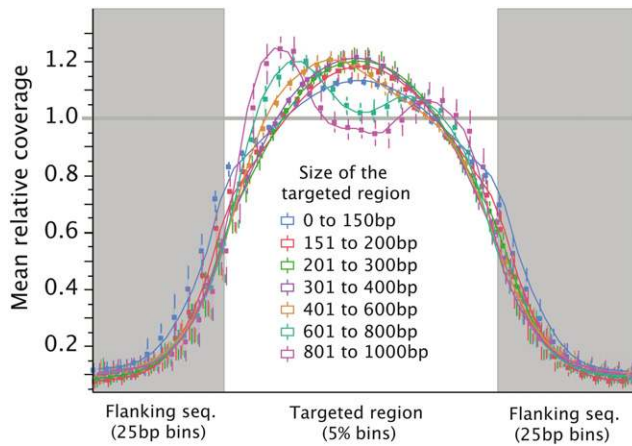 Mean relative coverage
1.2
1.0
0.8
0.6
0.4
0.2
Size of the
targeted region
0 to 150bp
151 to 200bp
201 to 300bp
301 to 400bp
401 to 600bp
601 to 800bp
801 to 1000bp
Flanking seq.
(25bp bins)
Targeted region
(5% bins)
Flanking seq.
(25bp bins)